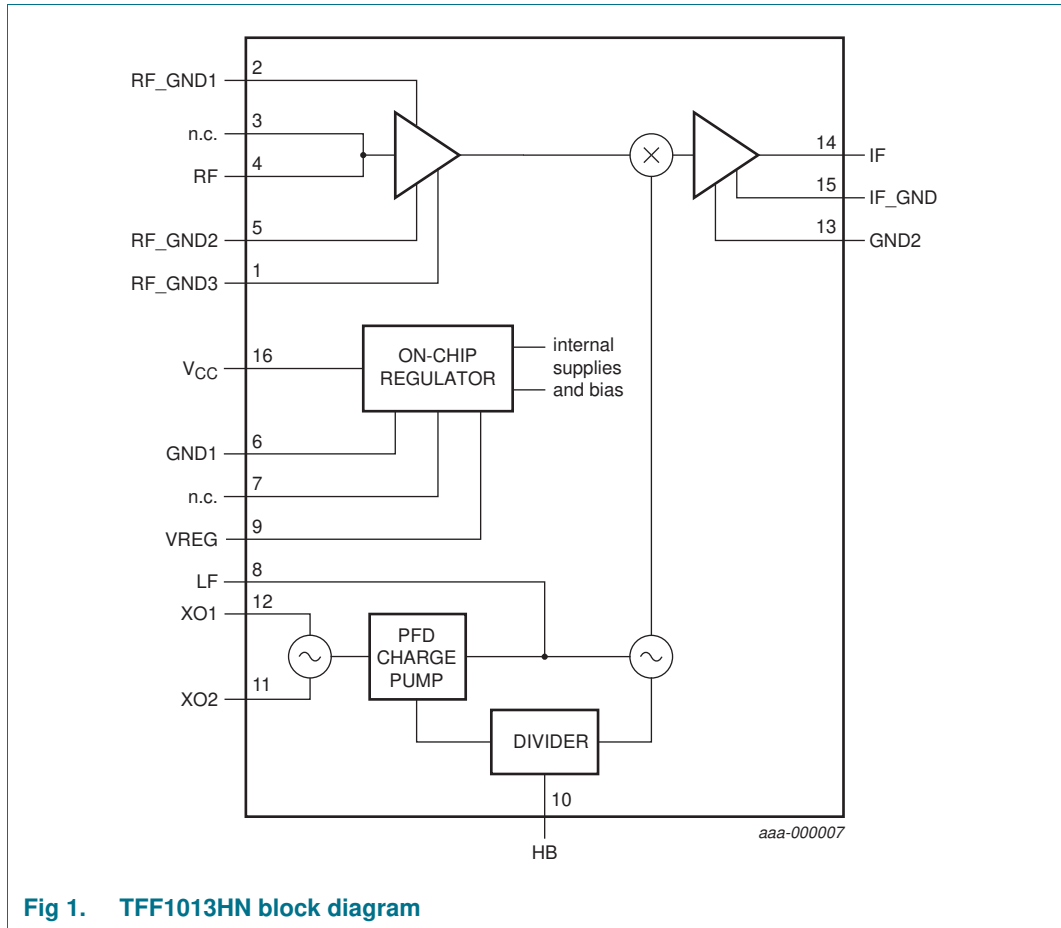 2
RF_GND1
3
n.c.
4
RF
5
RF_GND2
1
RF_GND3
14
IF
15
IF_GND
13
GND2
16
VCC
ON-CHIP
REGULATOR
internal
supplies
and bias
6
GND1
7
n.c.
9
VREG
8
LF
12
XO1
11
XO2
PFD
CHARGE
PUMP
DIVIDER
10
HB
aaa-000007
Fig 1. TFF1013HN block diagram